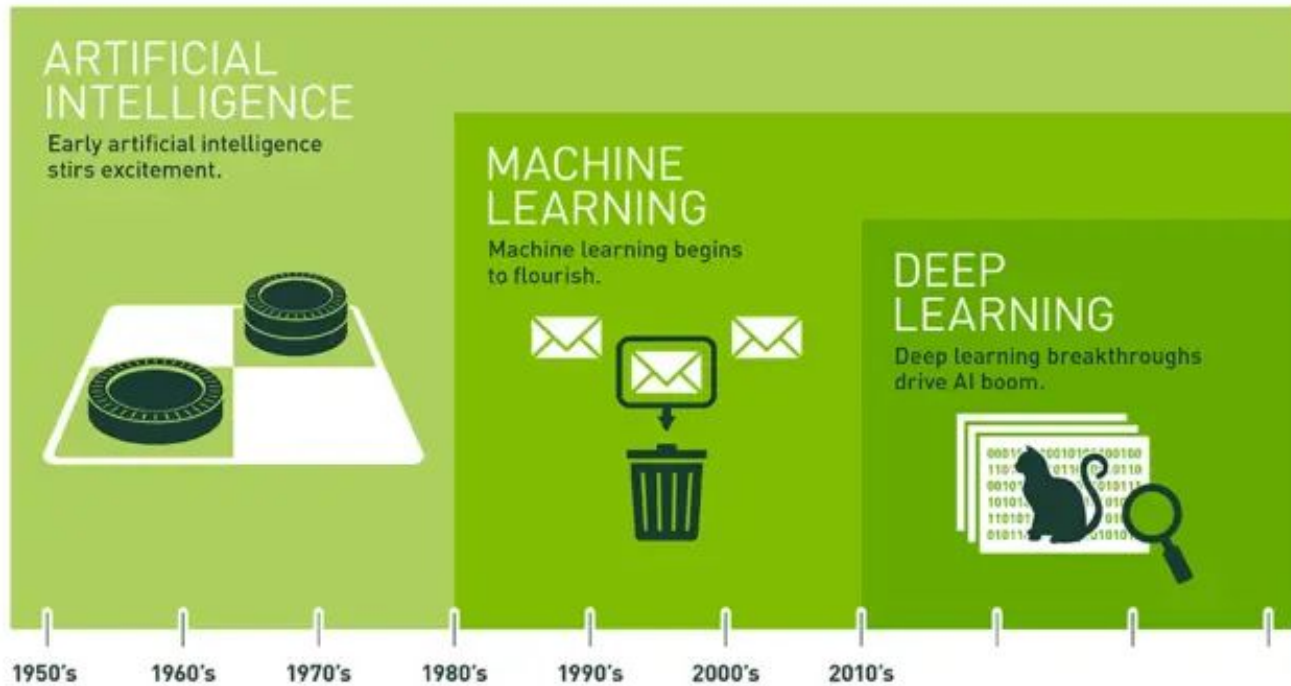 ARTIFICIAL
INTELLIGENCE
Early artificial intelligence
stirs excitement.
MACHINE
LEARNING
Machine learning begins
to flourish.
DEEP
LEARNING
Deep learning breakthroughs
drive AI boom.
1950's 1960's 1970's 1980's 1990's 2000's 2010's